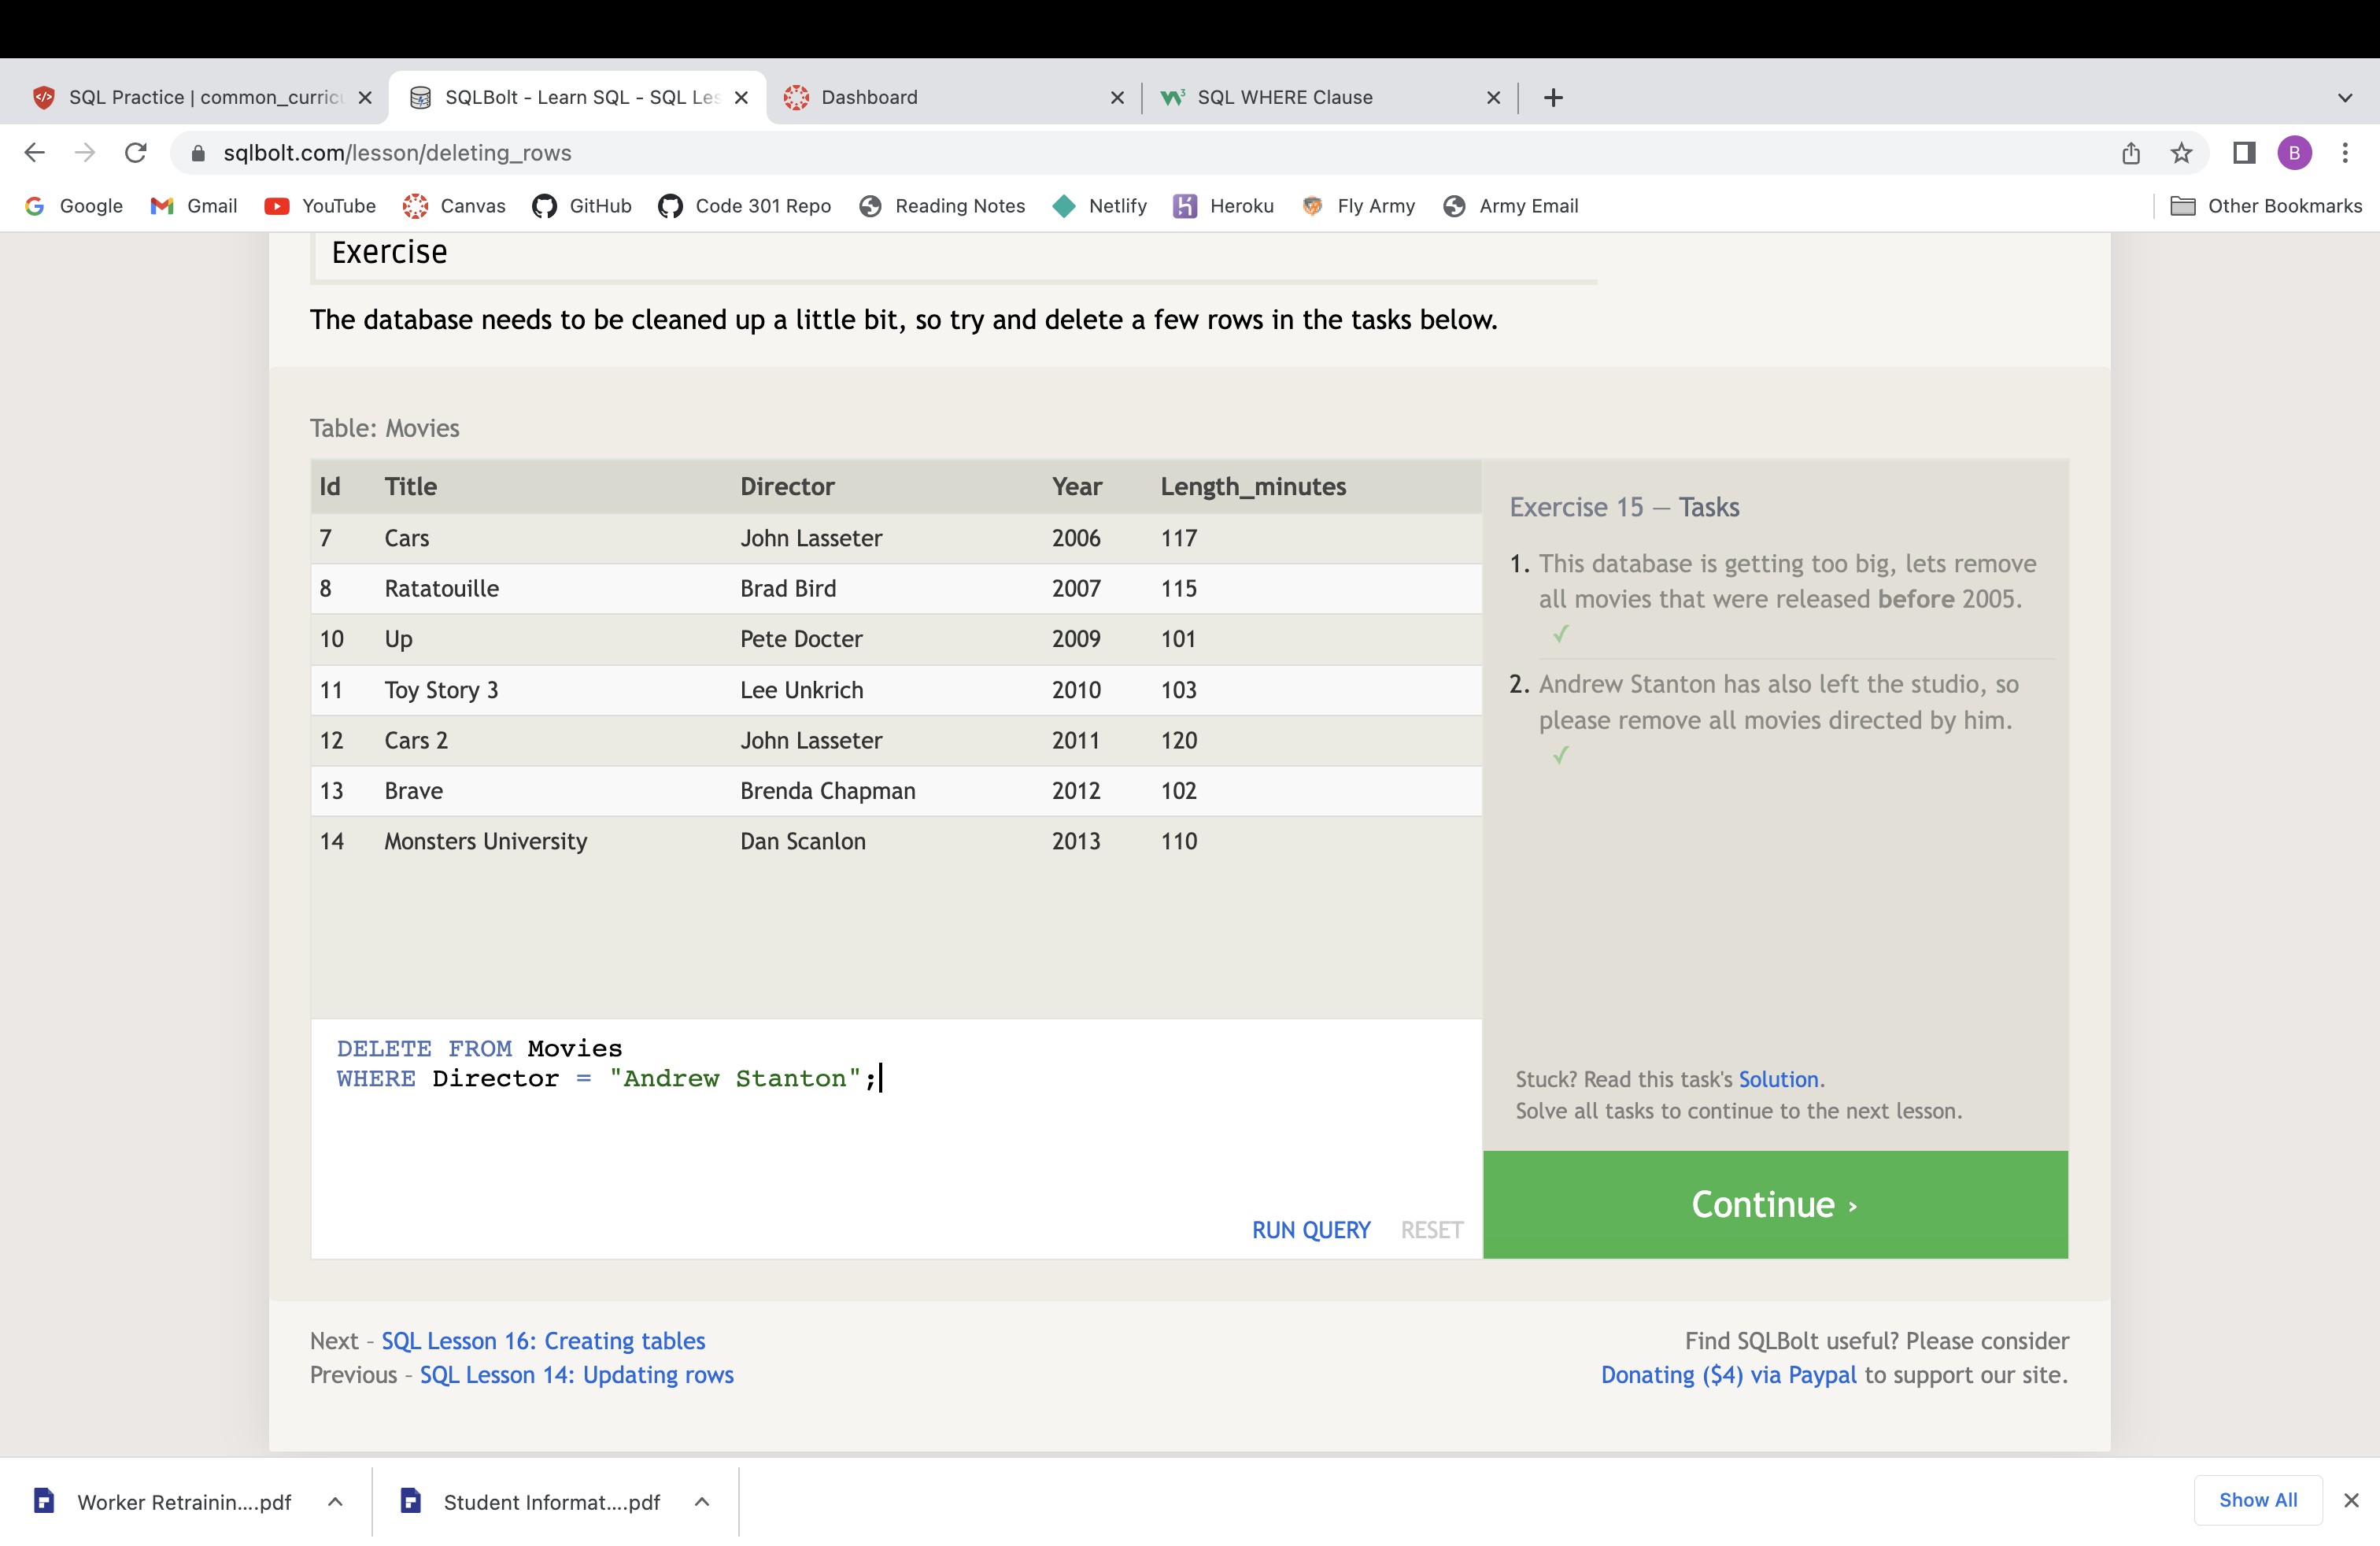 SQL Practice | common_curric
SQLBolt - Learn SQL - SQL Les
Dashboard
SQL WHERE Clause
sqlbolt.com/lesson/deleting_rows
B
Google
Gmail
YouTube
Canvas
GitHub
Code 301 Repo
Reading Notes
Netlify
Heroku
Fly Army
Army Email
Other Bookmarks
Exercise
The database needs to be cleaned up a little bit, so try and delete a few rows in the tasks below.
Table: Movies
Id Title Director Year Length_minutes
7 Cars John Lasseter 2006 117
8 Ratatouille Brad Bird 2007 115
10 Up Pete Docter 2009 101
11 Toy Story 3 Lee Unkrich 2010 103
12 Cars 2 John Lasseter 2011 120
13 Brave Brenda Chapman 2012 102
14 Monsters University Dan Scanlon 2013 110
DELETE FROM Movies
WHERE Director = "Andrew Stanton";
RUN QUERY RESET
Exercise 15 — Tasks
1. This database is getting too big, lets remove
all movies that were released before 2005.
✓
2. Andrew Stanton has also left the studio, so
please remove all movies directed by him.
✓
Stuck? Read this task's Solution.
Solve all tasks to continue to the next lesson.
Continue ›
Next – SQL Lesson 16: Creating tables
Previous – SQL Lesson 14: Updating rows
Find SQLBolt useful? Please consider
Donating ($4) via Paypal to support our site.
Worker Retrainin....pdf
Student Informat....pdf
Show All